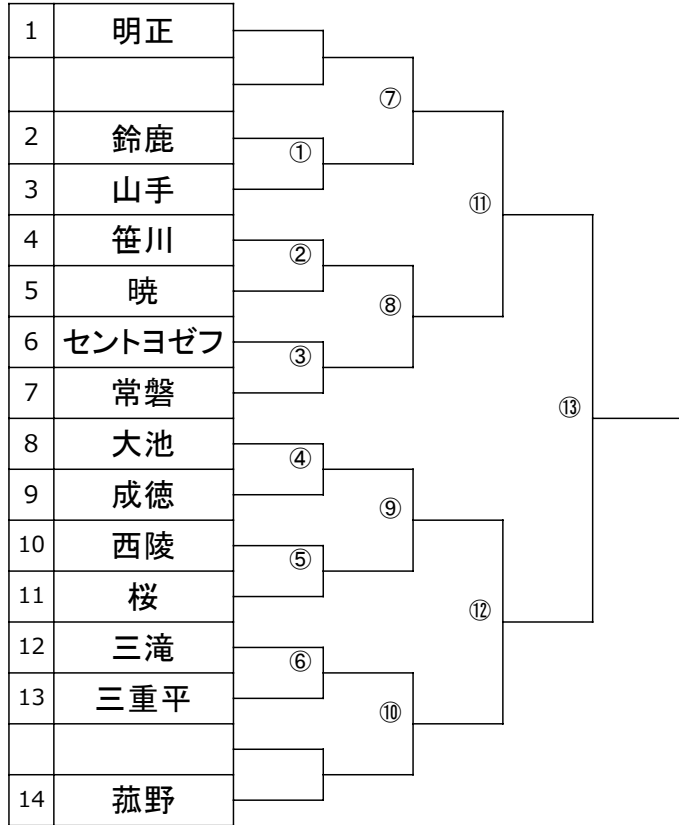 1 明正
⑦
2 鈴鹿
①
3 山手
⑪
4 笹川
②
5 暁
⑧
6 セントヨゼフ
③
7 常磐
⑬
8 大池
④
9 成徳
⑨
10 西陵
⑤
11 桜
⑫
12 三滝
⑥
13 三重平
⑩
14 菰野